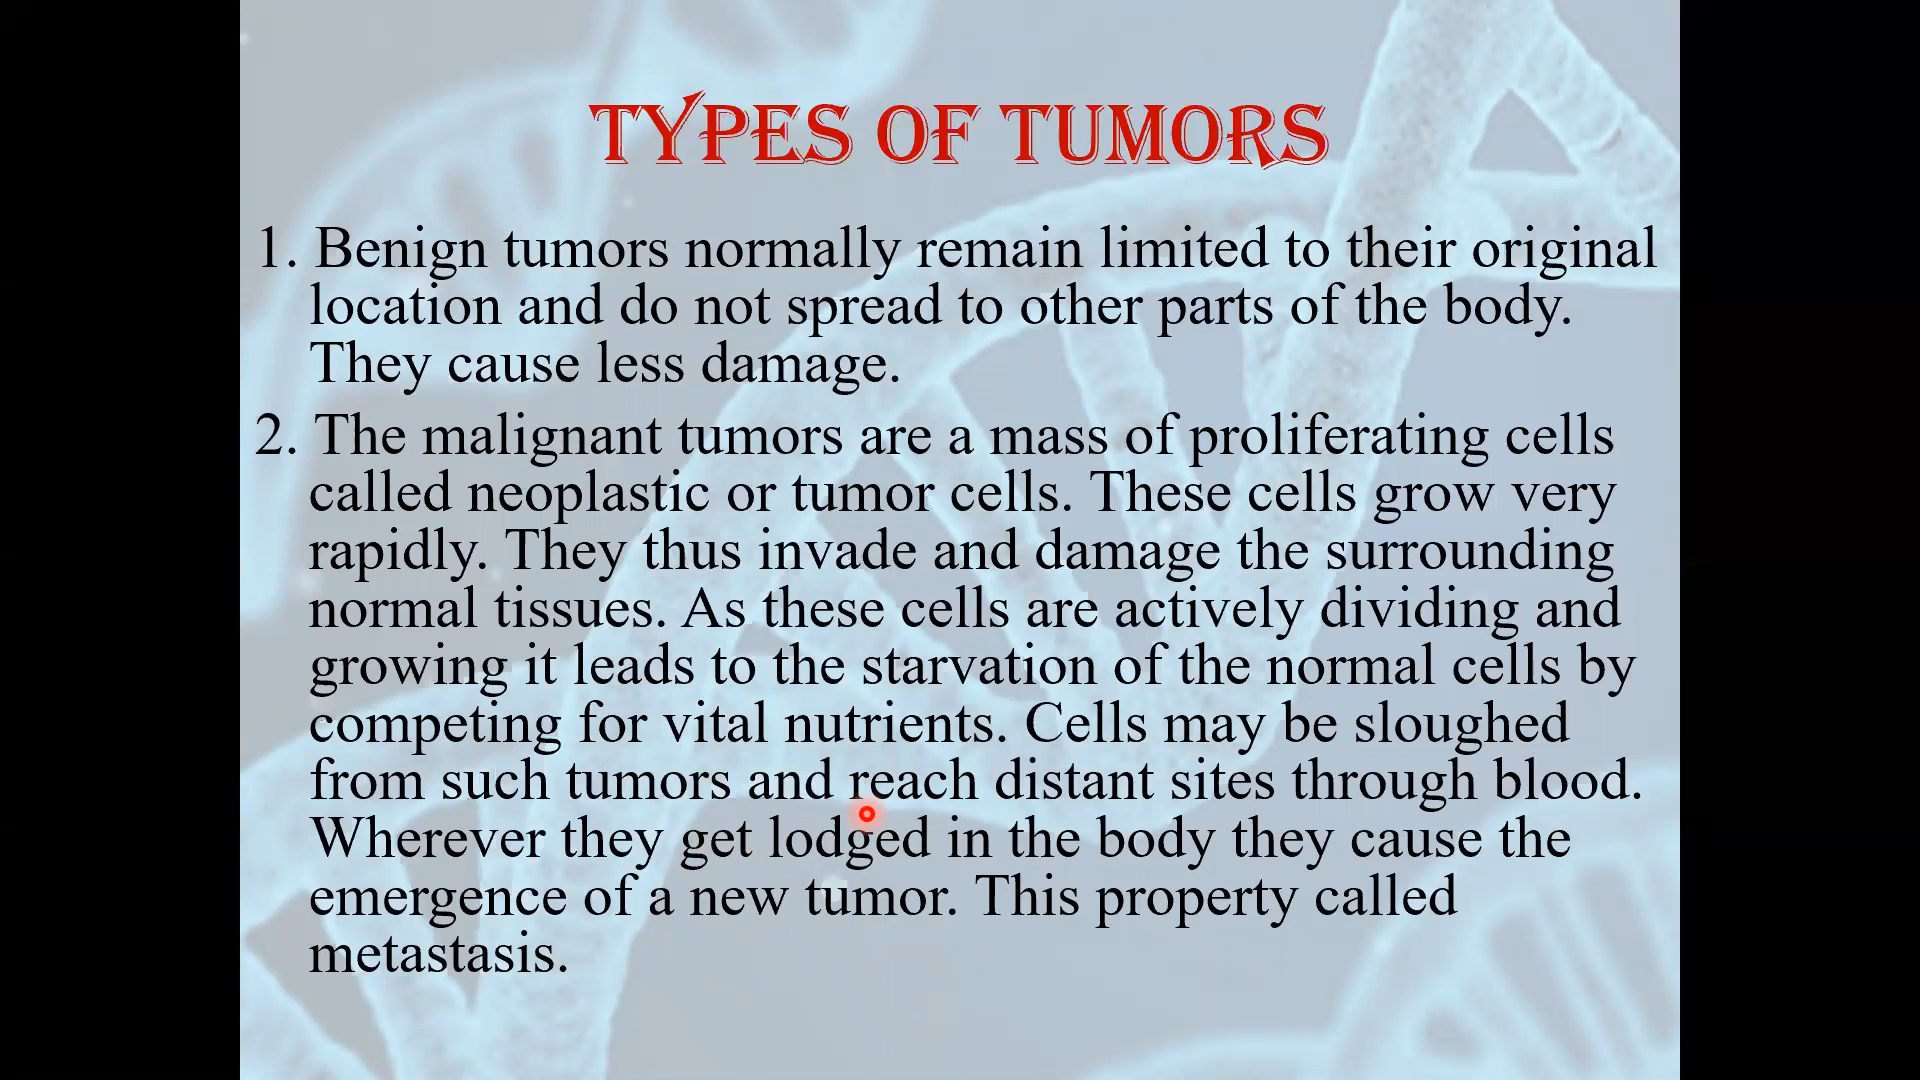 TYPES OF TUMORS
1. Benign tumors normally remain limited to their original
location and do not spread to other parts of the body.
They cause less damage.
2. The malignant tumors are a mass of proliferating cells
called neoplastic or tumor cells. These cells grow very
rapidly. They thus invade and damage the surrounding
normal tissues. As these cells are actively dividing and
growing it leads to the starvation of the normal cells by
competing for vital nutrients. Cells may be sloughed
from such tumors and reach distant sites through blood.
Wherever they get lodged in the body they cause the
emergence of a new tumor. This property called
metastasis.